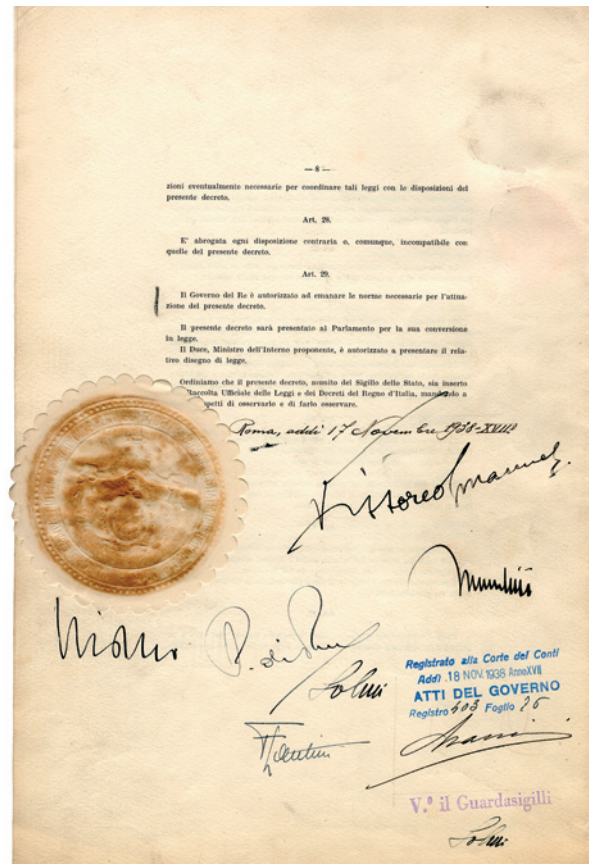 — 8 —
zioni eventualmente necessarie per coordinare tali leggi con le disposizioni del
presente decreto.
Art. 28.
E' abrogata ogni disposizione contraria o, comunque, incompatibile con
quelle del presente decreto.
Art. 29.
Il Governo del Re è autorizzato ad emanare le norme necessarie per l'attua-
zione del presente decreto.
Il presente decreto sarà presentato al Parlamento per la sua conversione
in legge.
Il Duce, Ministro dell'Interno proponente, è autorizzato a presentare il rela-
tivo disegno di legge.
Ordiniamo che il presente decreto, munito del Sigillo dello Stato, sia inserto
Raccolta Ufficiale delle Leggi e dei Decreti del Regno d'Italia, mandando a
di osservarlo e di farlo osservare.
Roma, addì 17 Novembre 1938-XVII°
Vittorio Emanuele
Mussolini
Ciano
Solmi
Registrato alla Corte dei Conti
Addì 18 NOV. 1938 Anno XVII
ATTI DEL GOVERNO
Registro 403 Foglio 76
V.° il Guardasigilli
Solmi